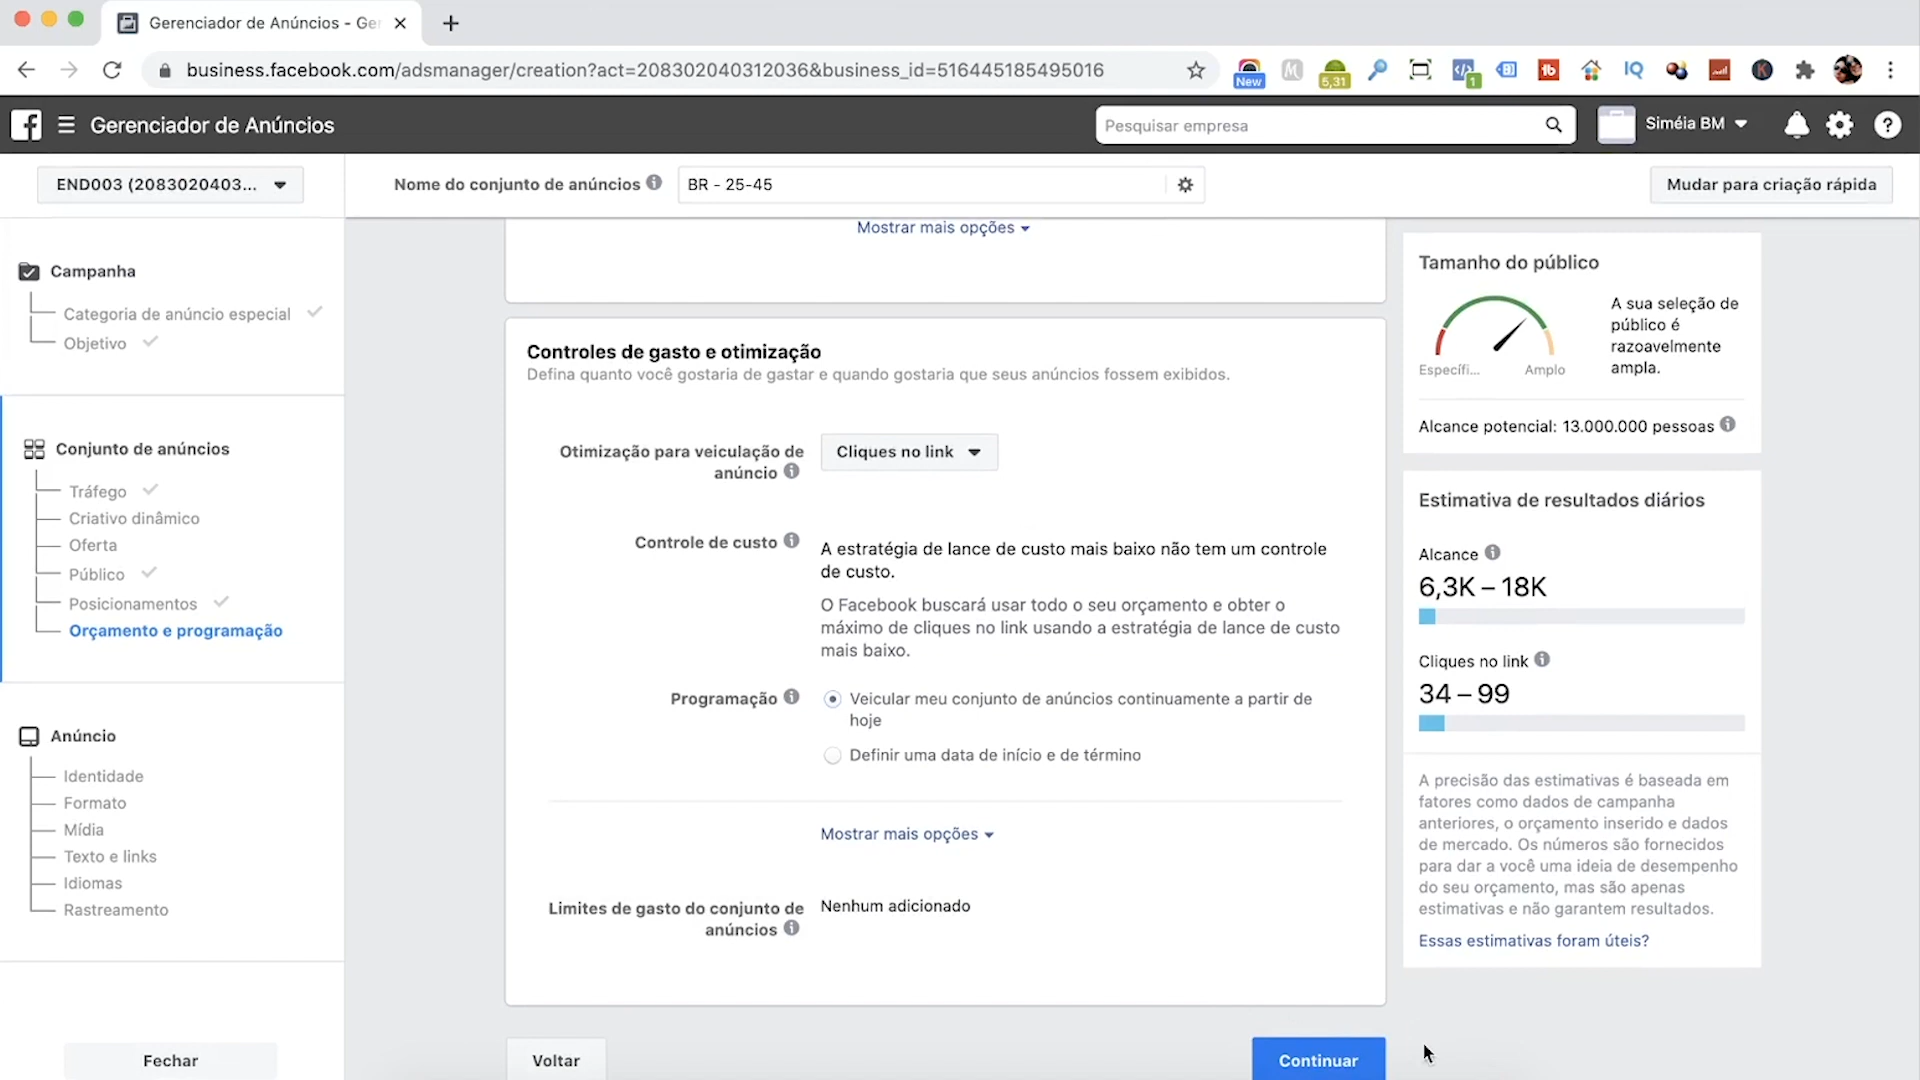 Gerenciador de Anúncios - Ger
business.facebook.com/adsmanager/creation?act=208302040312036&business_id=516445185495016
New
5,31
1
IQ
K
Gerenciador de Anúncios
Pesquisar empresa
Siméia BM
END003 (2083020403...
Nome do conjunto de anúncios
BR - 25-45
Mudar para criação rápida
Campanha
Categoria de anúncio especial
Objetivo
Conjunto de anúncios
Tráfego
Criativo dinâmico
Oferta
Público
Posicionamentos
Orçamento e programação
Anúncio
Identidade
Formato
Mídia
Texto e links
Idiomas
Rastreamento
Fechar
Mostrar mais opções
Controles de gasto e otimização
Defina quanto você gostaria de gastar e quando gostaria que seus anúncios fossem exibidos.
Otimização para veiculação de
anúncio
Cliques no link
Controle de custo
A estratégia de lance de custo mais baixo não tem um controle
de custo.
O Facebook buscará usar todo o seu orçamento e obter o
máximo de cliques no link usando a estratégia de lance de custo
mais baixo.
Programação
Veicular meu conjunto de anúncios continuamente a partir de
hoje
Definir uma data de início e de término
Mostrar mais opções
Limites de gasto do conjunto de
anúncios
Nenhum adicionado
Voltar
Continuar
Tamanho do público
Específi...
Amplo
A sua seleção de
público é
razoavelmente
ampla.
Alcance potencial: 13.000.000 pessoas
Estimativa de resultados diários
Alcance
6,3K – 18K
Cliques no link
34 – 99
A precisão das estimativas é baseada em
fatores como dados de campanha
anteriores, o orçamento inserido e dados
de mercado. Os números são fornecidos
para dar a você uma ideia de desempenho
do seu orçamento, mas são apenas
estimativas e não garantem resultados.
Essas estimativas foram úteis?